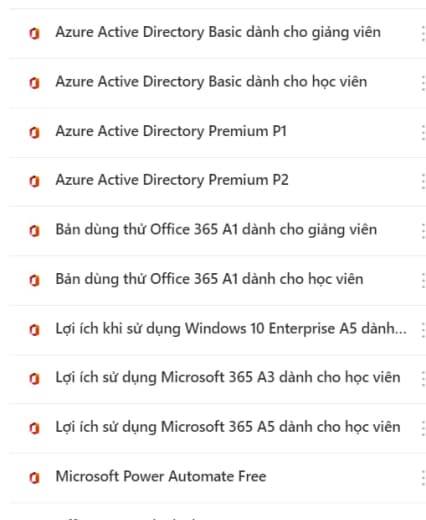 Azure Active Directory Basic dành cho giảng viên
Azure Active Directory Basic dành cho học viên
Azure Active Directory Premium P1
Azure Active Directory Premium P2
Bản dùng thử Office 365 A1 dành cho giảng viên
Bản dùng thử Office 365 A1 dành cho học viên
Lợi ích khi sử dụng Windows 10 Enterprise A5 dành...
Lợi ích sử dụng Microsoft 365 A3 dành cho học viên
Lợi ích sử dụng Microsoft 365 A5 dành cho học viên
Microsoft Power Automate Free